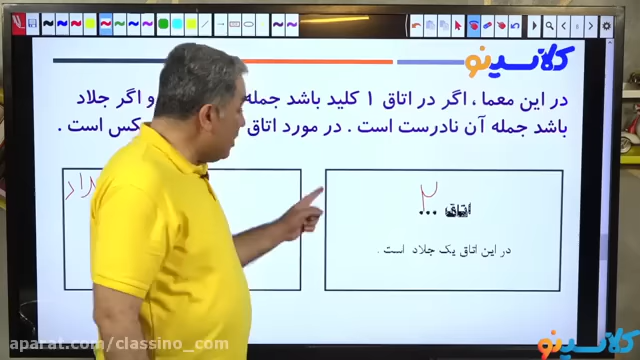 کلاسینو
در این معما ، اگر در اتاق ۱ کلید باشد جمله و اگر جلاد
باشد جمله آن نادرست است . در مورد اتاق عکس است .
اتاق ۲ ...
در این اتاق یک جلاد است .
aparat.com/classino_com
کلاسینو